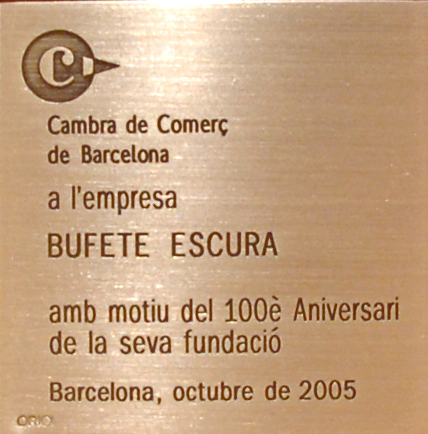 C
Cambra de Comerç
de Barcelona
a l'empresa
BUFETE ESCURA
amb motiu del 100è Aniversari
de la seva fundació
Barcelona, octubre de 2005